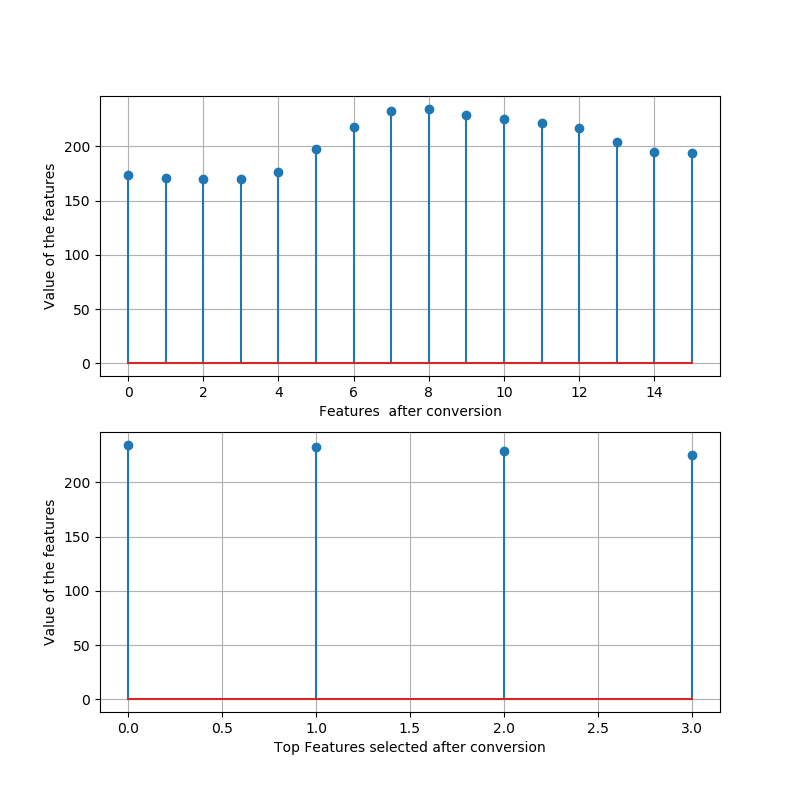 Value of the features
200
150
100
50
0
0 2 4 6 8 10 12 14
Features after conversion
Value of the features
200
150
100
50
0
0.0 0.5 1.0 1.5 2.0 2.5 3.0
Top Features selected after conversion